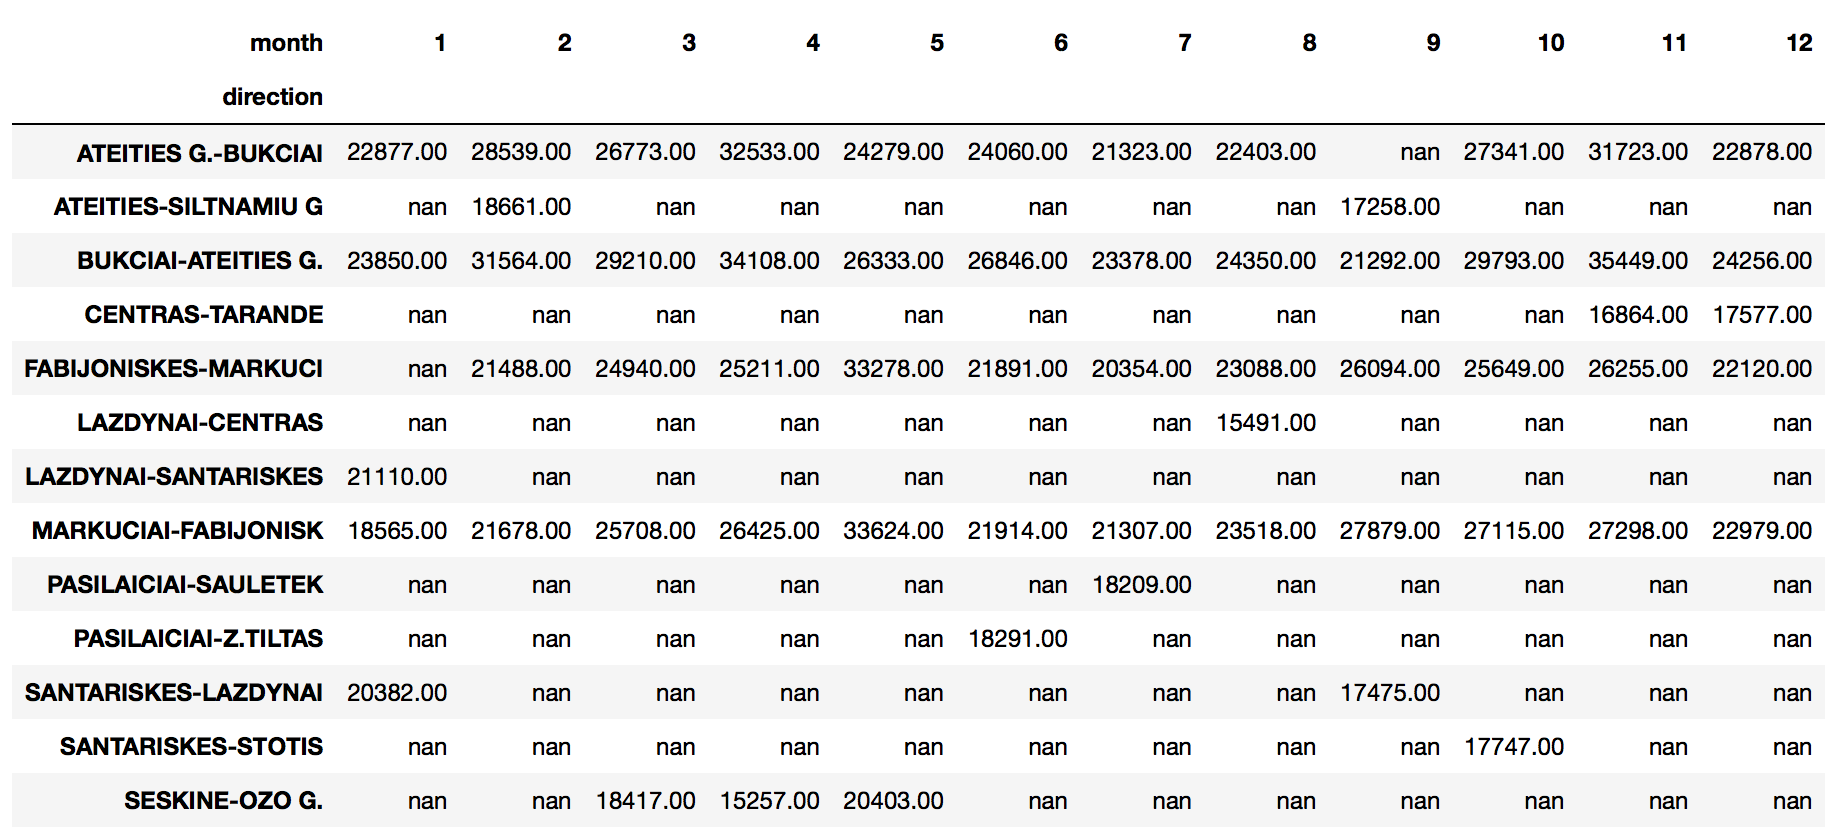 month 1 2 3 4 5 6 7 8 9 10 11 12
direction
ATEITIES G.-BUKCIAI 22877.00 28539.00 26773.00 32533.00 24279.00 24060.00 21323.00 22403.00 nan 27341.00 31723.00 22878.00
ATEITIES-SILTNAMIU G nan 18661.00 nan nan nan nan nan nan 17258.00 nan nan nan
BUKCIAI-ATEITIES G. 23850.00 31564.00 29210.00 34108.00 26333.00 26846.00 23378.00 24350.00 21292.00 29793.00 35449.00 24256.00
CENTRAS-TARANDE nan nan nan nan nan nan nan nan nan nan 16864.00 17577.00
FABIJONISKES-MARKUCI nan 21488.00 24940.00 25211.00 33278.00 21891.00 20354.00 23088.00 26094.00 25649.00 26255.00 22120.00
LAZDYNAI-CENTRAS nan nan nan nan nan nan nan 15491.00 nan nan nan nan
LAZDYNAI-SANTARISKES 21110.00 nan nan nan nan nan nan nan nan nan nan nan
MARKUCIAI-FABIJONISK 18565.00 21678.00 25708.00 26425.00 33624.00 21914.00 21307.00 23518.00 27879.00 27115.00 27298.00 22979.00
PASILAICIAI-SAULETEK nan nan nan nan nan nan 18209.00 nan nan nan nan nan
PASILAICIAI-Z.TILTAS nan nan nan nan nan 18291.00 nan nan nan nan nan nan
SANTARISKES-LAZDYNAI 20382.00 nan nan nan nan nan nan nan 17475.00 nan nan nan
SANTARISKES-STOTIS nan nan nan nan nan nan nan nan nan 17747.00 nan nan
SESKINE-OZO G. nan nan 18417.00 15257.00 20403.00 nan nan nan nan nan nan nan